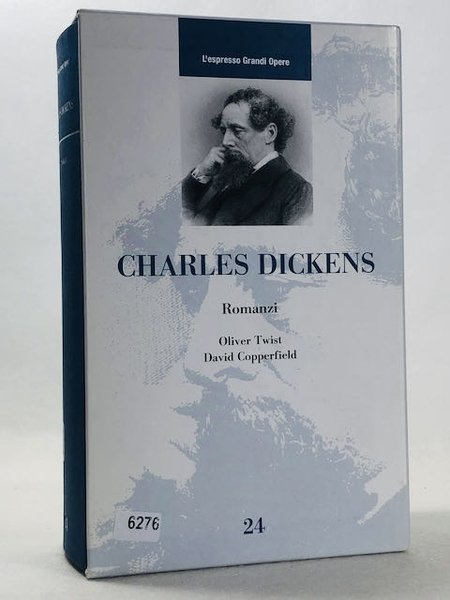 L'espresso Grandi Opere
CHARLES DICKENS
Romanzi
Oliver Twist
David Copperfield
6276
24